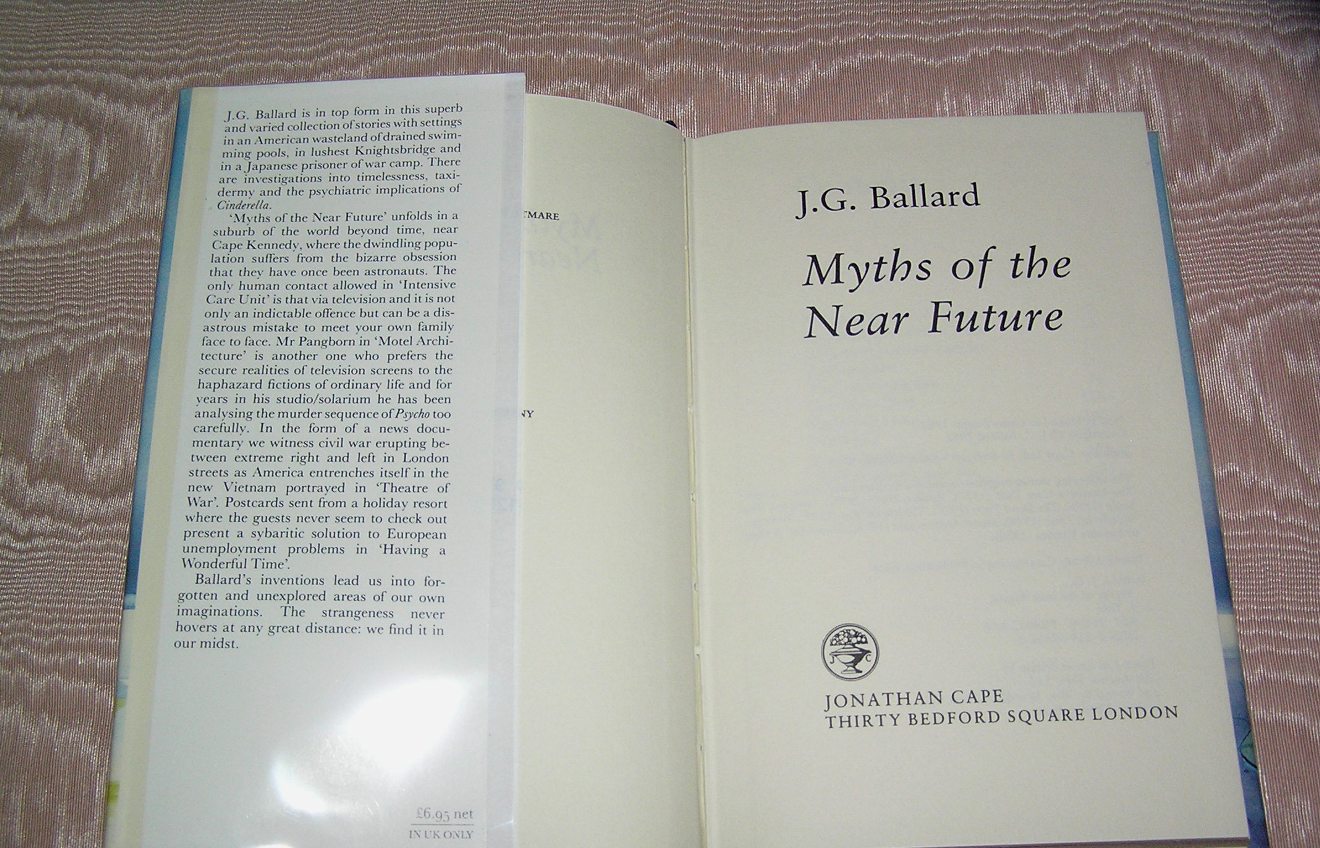 J.G. Ballard is in top form in this superb
and varied collection of stories with settings
in an American wasteland of drained swim-
ming pools, in lushest Knightsbridge and
in a Japanese prisoner of war camp. There
are investigations into timelessness, taxi-
dermy and the psychiatric implications of
Cinderella.
‘Myths of the Near Future’ unfolds in a
suburb of the world beyond time, near
Cape Kennedy, where the dwindling popu-
lation suffers from the bizarre obsession
that they have once been astronauts. The
only human contact allowed in ‘Intensive
Care Unit’ is that via television and it is not
only an indictable offence but can be a dis-
astrous mistake to meet your own family
face to face. Mr Pangborn in ‘Motel Archi-
tecture’ is another one who prefers the
secure realities of television screens to the
haphazard fictions of ordinary life and for
years in his studio/solarium he has been
analysing the murder sequence of Psycho too
carefully. In the form of a news docu-
mentary we witness civil war erupting be-
tween extreme right and left in London
streets as America entrenches itself in the
new Vietnam portrayed in ‘Theatre of
War’. Postcards sent from a holiday resort
where the guests never seem to check out
present a sybaritic solution to European
unemployment problems in ‘Having a
Wonderful Time’.
Ballard’s inventions lead us into for-
gotten and unexplored areas of our own
imaginations. The strangeness never
hovers at any great distance: we find it in
our midst.
£6.95 net
IN UK ONLY
TMARE
NY
J.G. Ballard
Myths of the
Near Future
J C
JONATHAN CAPE
THIRTY BEDFORD SQUARE LONDON